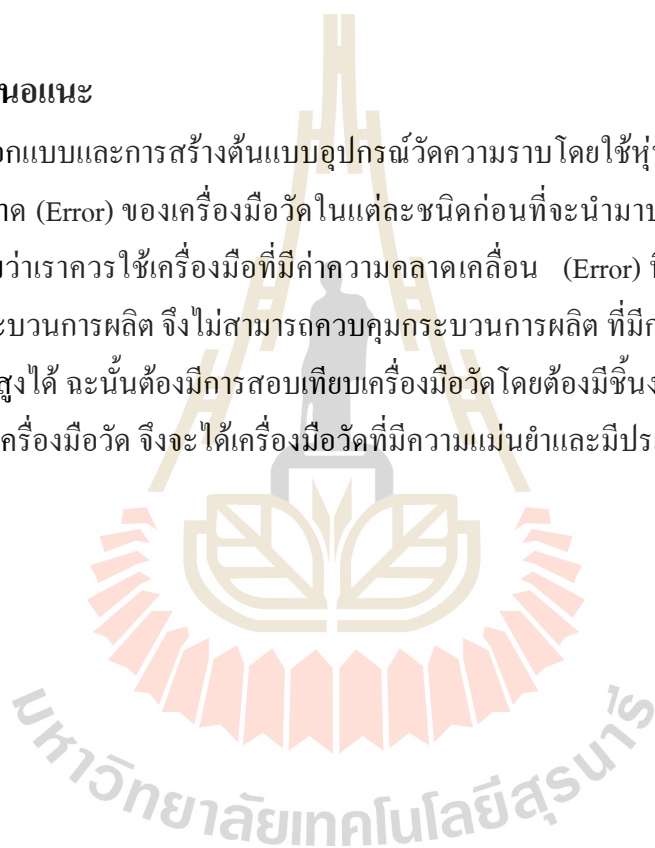 นอแนะ
กแบบและการสร้างต้นแบบอุปกรณ์วัดความราบโดยใช้หุ่
าด (Error) ของเครื่องมือวัดในแต่ละชนิดก่อนที่จะนำมาบ
ว่าเราควรใช้เครื่องมือที่มีค่าความคลาดเคลื่อน (Error) ที
ะบวนการผลิต จึงไม่สามารถควบคุมกระบวนการผลิต ที่มีก
สูงได้ ฉะนั้นต้องมีการสอบเทียบเครื่องมือวัดโดยต้องมีชิ้นง
เครื่องมือวัด จึงจะได้เครื่องมือวัดที่มีความแม่นยำและมีประ
มหาวิทยาลัยเทคโนโลยีสุรนารี